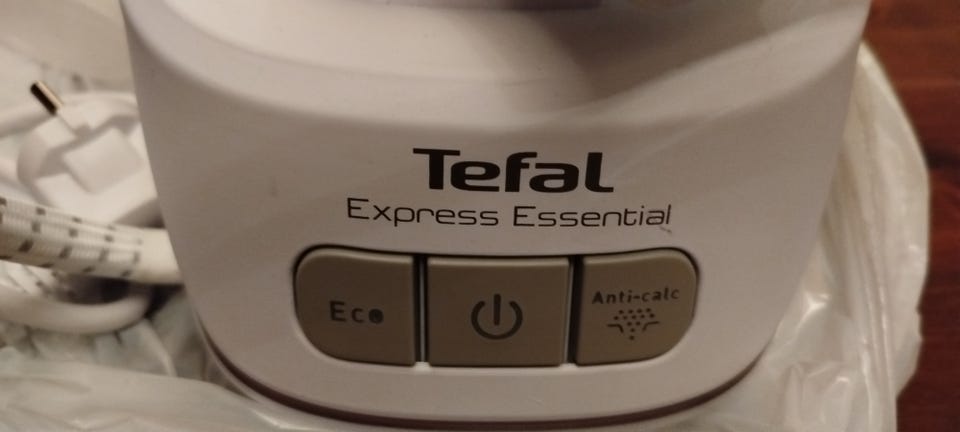 Tefal
Express Essential
Eco
Anti-calc